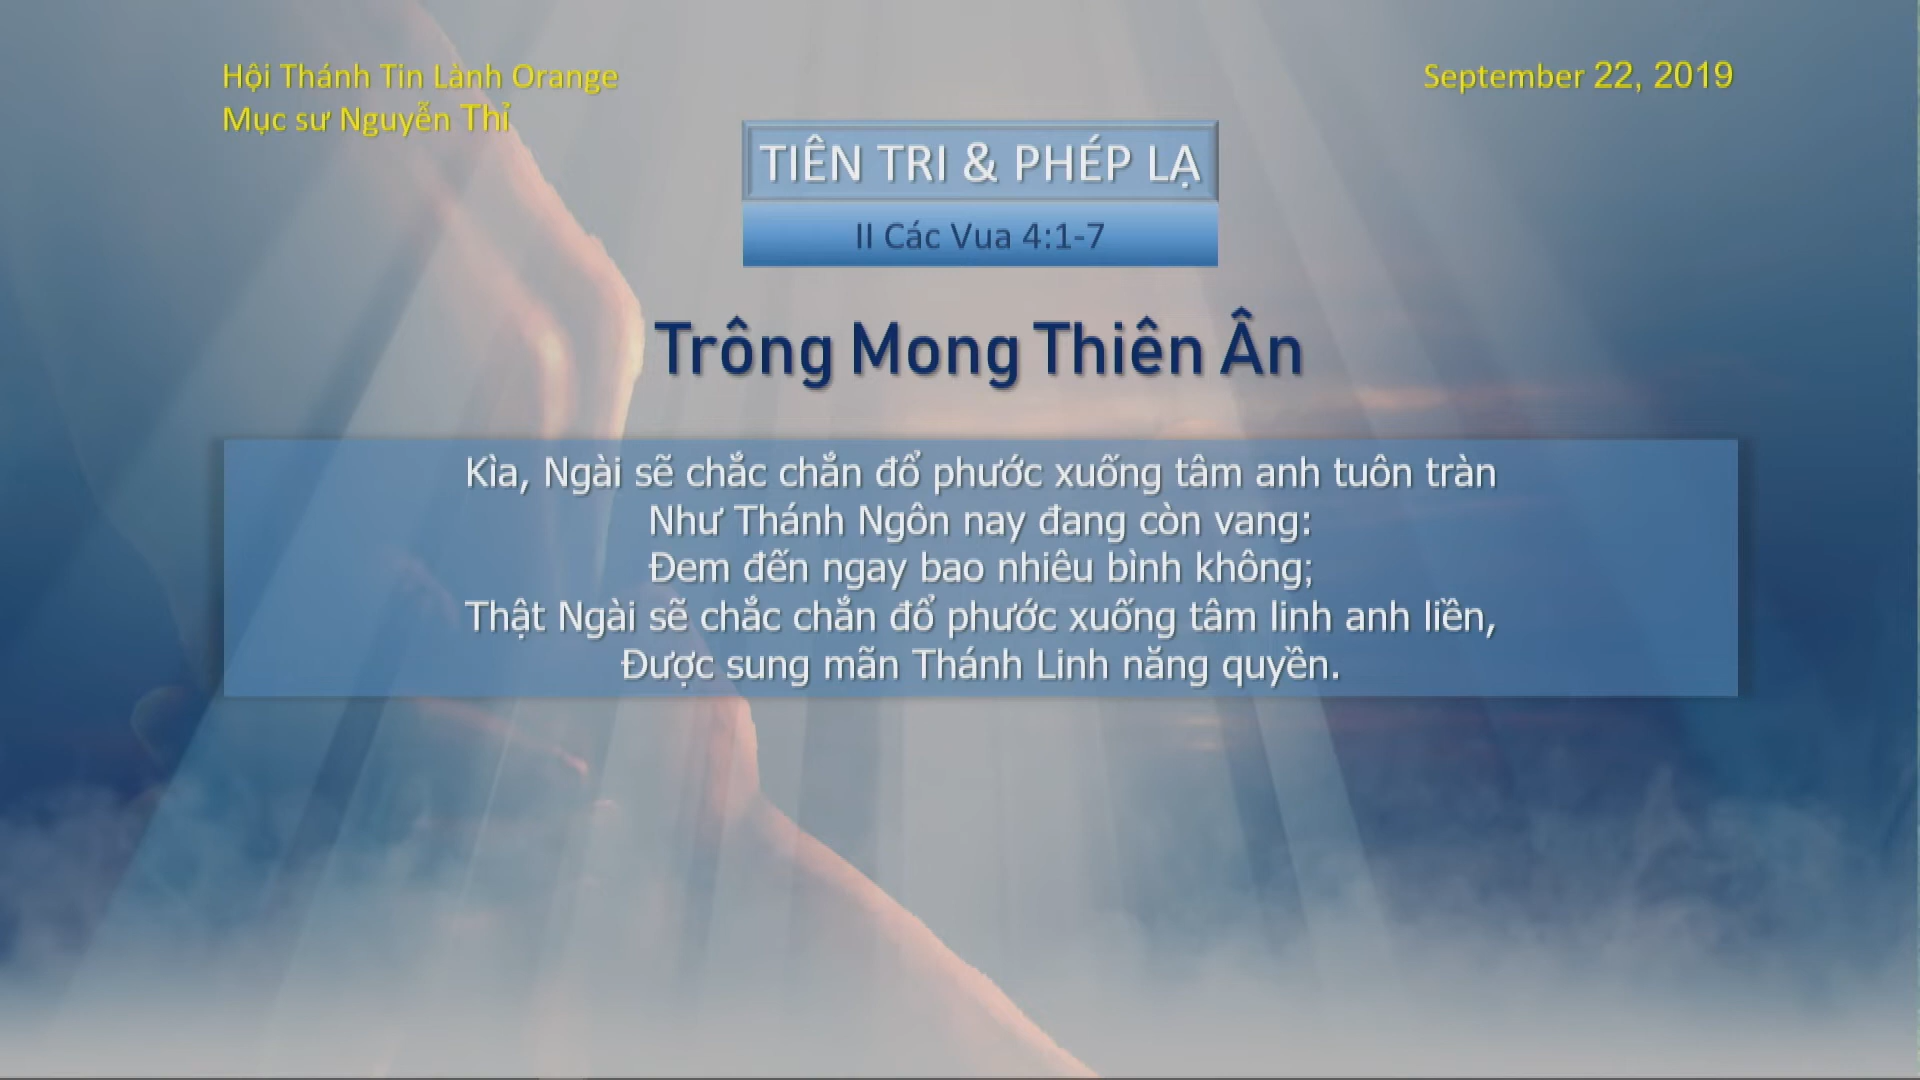 Hội Thánh Tin Lành Orange
Mục sư Nguyễn Thỉ
September 22, 2019
TIÊN TRI & PHÉP LẠ
II Các Vua 4:1-7
Trông Mong Thiên Ân
Kìa, Ngài sẽ chắc chắn đổ phước xuống tâm anh tuôn tràn
Như Thánh Ngôn nay đang còn vang:
Đem đến ngay bao nhiêu bình không;
Thật Ngài sẽ chắc chắn đổ phước xuống tâm linh anh liền,
Được sung mãn Thánh Linh năng quyền.